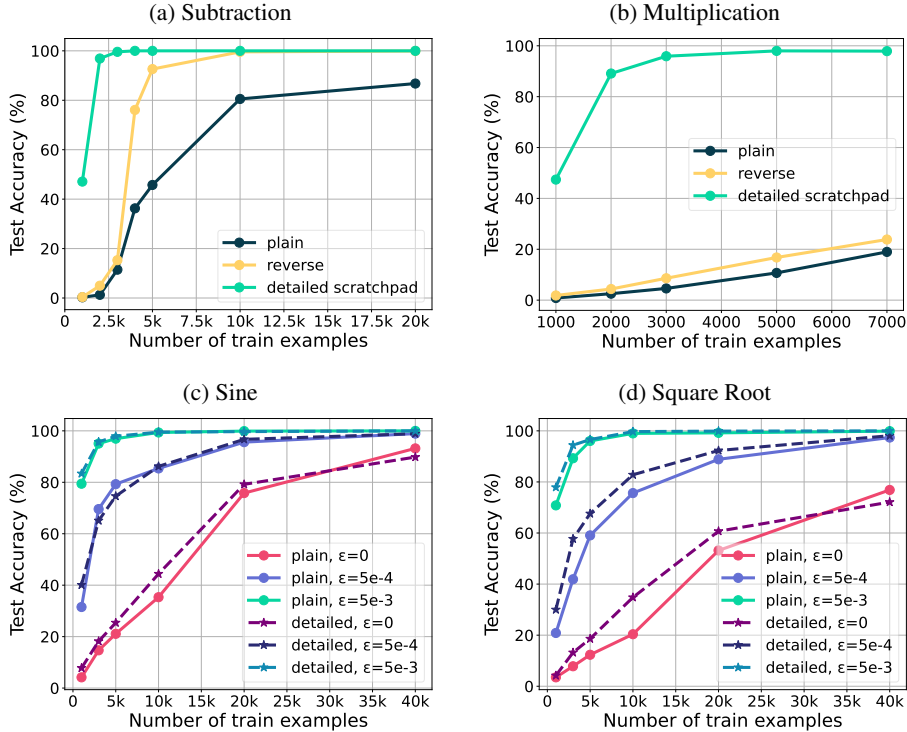 (a) Subtraction
100
80
60
40
20
0
Test Accuracy (%)
plain
reverse
detailed scratchpad
0 2.5k 5k 7.5k 10k 12.5k 15k 17.5k 20k
Number of train examples
(b) Multiplication
100
80
60
40
20
0
Test Accuracy (%)
plain
reverse
detailed scratchpad
1000 2000 3000 4000 5000 6000 7000
Number of train examples
(c) Sine
100
80
60
40
20
0
Test Accuracy (%)
plain, ε=0
plain, ε=5e-4
plain, ε=5e-3
detailed, ε=0
detailed, ε=5e-4
detailed, ε=5e-3
0 5k 10k 15k 20k 25k 30k 35k 40k
Number of train examples
(d) Square Root
100
80
60
40
20
0
Test Accuracy (%)
plain, ε=0
plain, ε=5e-4
plain, ε=5e-3
detailed, ε=0
detailed, ε=5e-4
detailed, ε=5e-3
0k 5k 10k 15k 20k 25k 30k 35k 40k
Number of train examples